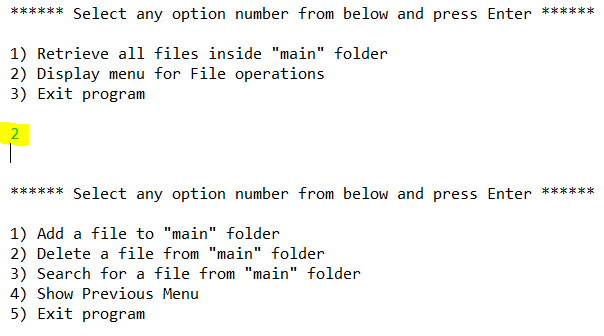 ****** Select any option number from below and press Enter ******
1) Retrieve all files inside "main" folder
2) Display menu for File operations
3) Exit program
2
****** Select any option number from below and press Enter ******
1) Add a file to "main" folder
2) Delete a file from "main" folder
3) Search for a file from "main" folder
4) Show Previous Menu
5) Exit program